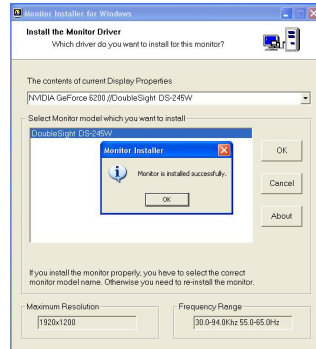 Monitor Installer for Windows
Install the Monitor Driver
Which driver do you want to install for this monitor?
The contents of current Display Properties
NVIDIA GeForce 6200 //DoubleSight DS-245W
Select Monitor model which you want to install
DoubleSight DS-245W
Monitor Installer
Monitor is installed successfully.
OK
OK
Cancel
About
If you install the monitor properly, you have to select the correct
monitor model name. Otherwise you need to re-install the monitor.
Maximum Resolution
1920x1200
Frequency Range
30.0-94.0Khz 55.0-65.0Hz